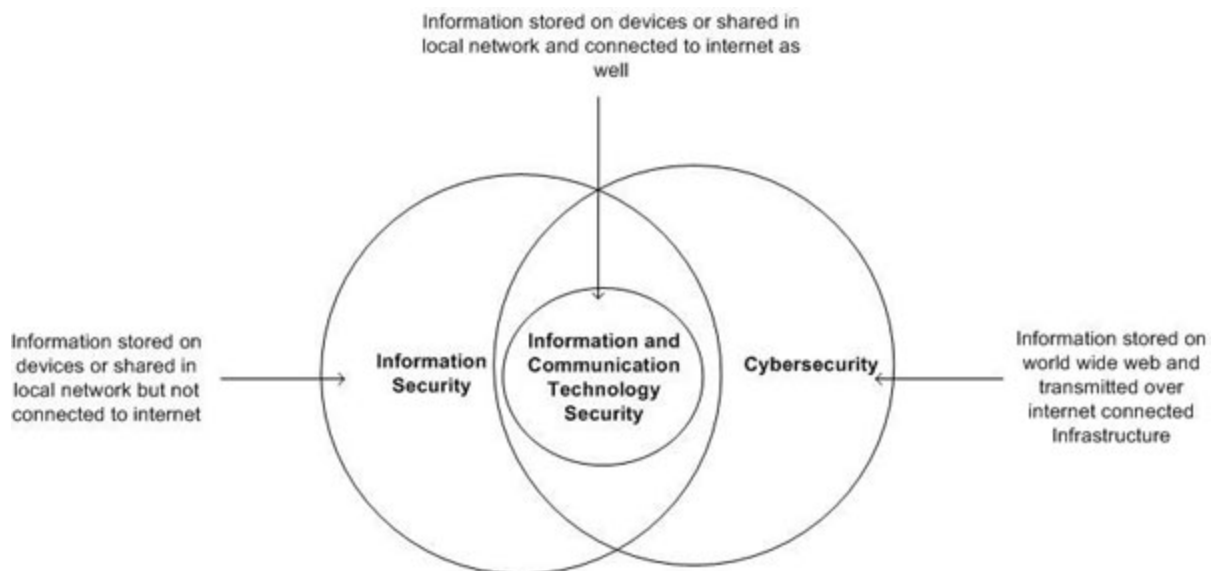 Information stored on devices or shared in
local network and connected to internet as
well
Information stored on
devices or shared in
local network but not
connected to internet
Information
Security
Information and
Communication
Technology
Security
Cybersecurity
Information stored on
world wide web and
transmitted over
internet connected
Infrastructure